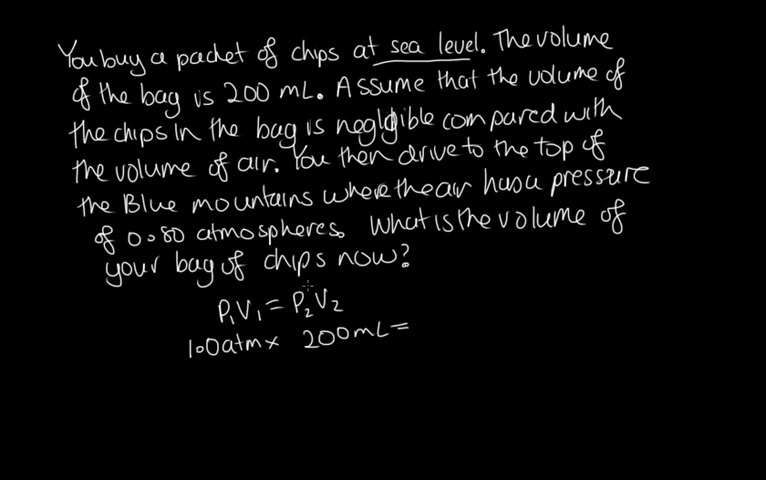 You buy a packet of chips at sea level. The volume
of the bag is 200 mL. Assume that the volume of
the chips in the bag is negligible compared with
the volume of air. You then drive to the top of
the Blue mountains where the air has a pressure
of 0.80 atmospheres. What is the volume of
your bag of chips now?
P₁V₁ = P₂V₂
1.0atm x 200mL =